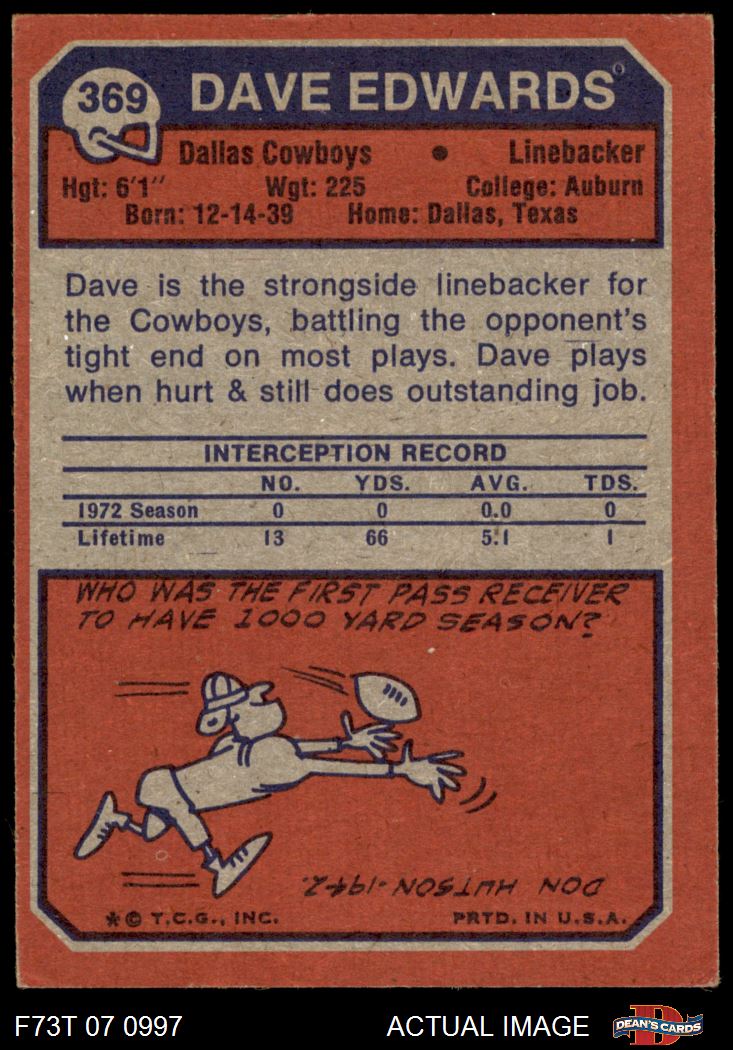 369 DAVE EDWARDS
Dallas Cowboys • Linebacker
Hgt: 6'1" Wgt: 225 College: Auburn
Born: 12-14-39 Home: Dallas, Texas
Dave is the strongside linebacker for
the Cowboys, battling the opponent's
tight end on most plays. Dave plays
when hurt & still does outstanding job.
INTERCEPTION RECORD
NO. YDS. AVG. TDS.
1972 Season 0 0 0.0 0
Lifetime 13 66 5.1 1
WHO WAS THE FIRST PASS RECEIVER
TO HAVE 1000 YARD SEASON?
DON HUTSON-1942.
* © T.C.G., INC. PRTD. IN U.S.A.
F73T 07 0997 ACTUAL IMAGE D DEAN'S CARDS